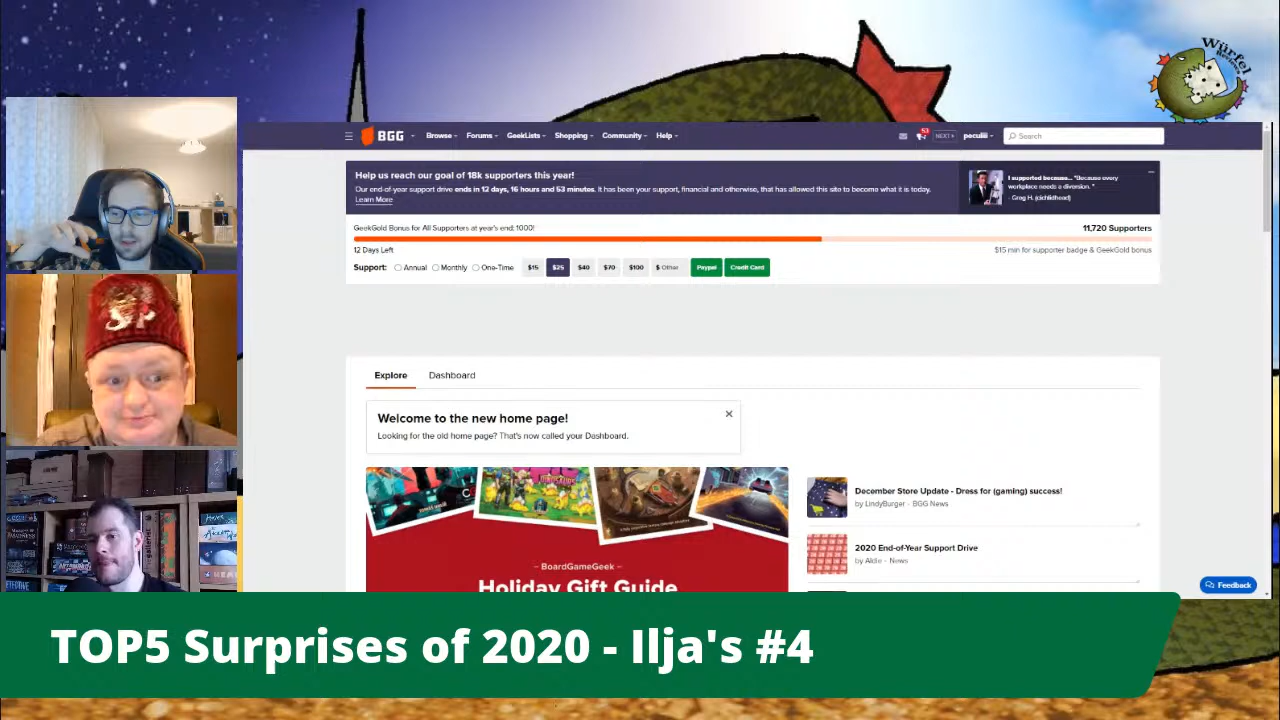 Würfel
BGG
Browse
Forums
GeekLists
Shopping
Community
Help
53
NEXT
peculiii
Search
Help us reach our goal of 18k supporters this year!
Our end-of-year support drive ends in 12 days, 16 hours and 53 minutes. It has been your support, financial and otherwise, that has allowed this site to become what it is today.
Learn More
I supported because... "Because every
workplace needs a diversion. "
- Greg H. (cichlidhead)
GeekGold Bonus for All Supporters at year's end: 1000!
11,720 Supporters
12 Days Left
$15 min for supporter badge & GeekGold bonus
Support: Annual Monthly One-Time $15 $25 $40 $70 $100 $ Other Paypal Credit Card
Explore
Dashboard
Welcome to the new home page!
Looking for the old home page? That's now called your Dashboard.
December Store Update - Dress for (gaming) success!
by LindyBurger - BGG News
2020 End-of-Year Support Drive
by Aldie - News
– BoardGameGeek –
Holiday Gift Guide
Feedback
TOP5 Surprises of 2020 - Ilja's #4